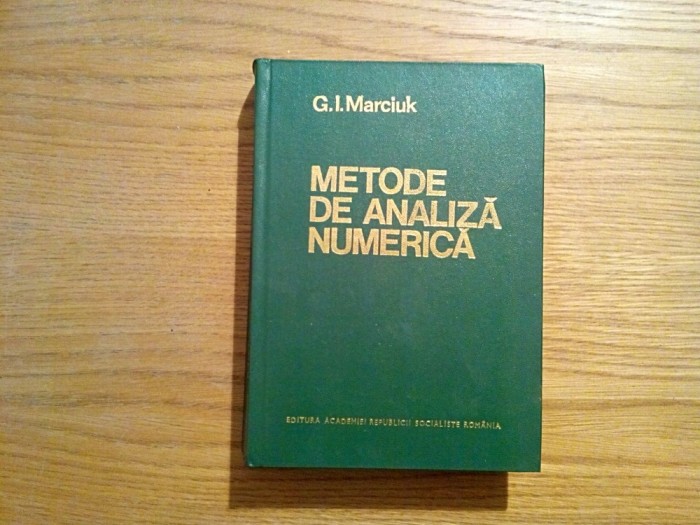 G.I. Marciuk
METODE
DE ANALIZĂ
NUMERICĂ
EDITURA ACADEMIEI REPUBLICII SOCIALISTE ROMÂNIA